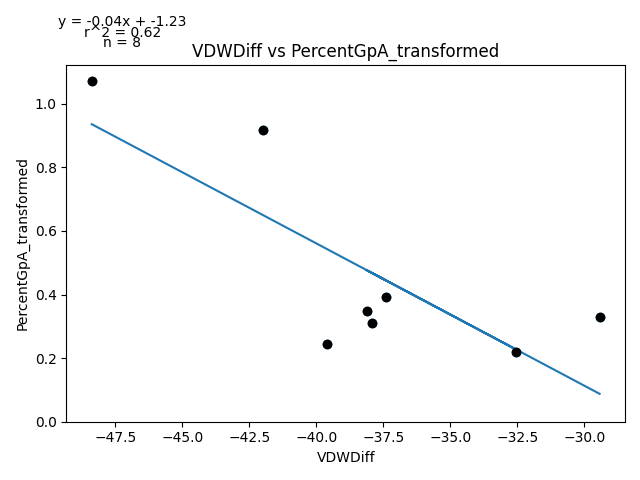 y = -0.04x + -1.23
r^2 = 0.62
n = 8
VDWDiff vs PercentGpA_transformed
PercentGpA_transformed
1.0
0.8
0.6
0.4
0.2
0.0
−47.5 −45.0 −42.5 −40.0 −37.5 −35.0 −32.5 −30.0
VDWDiff